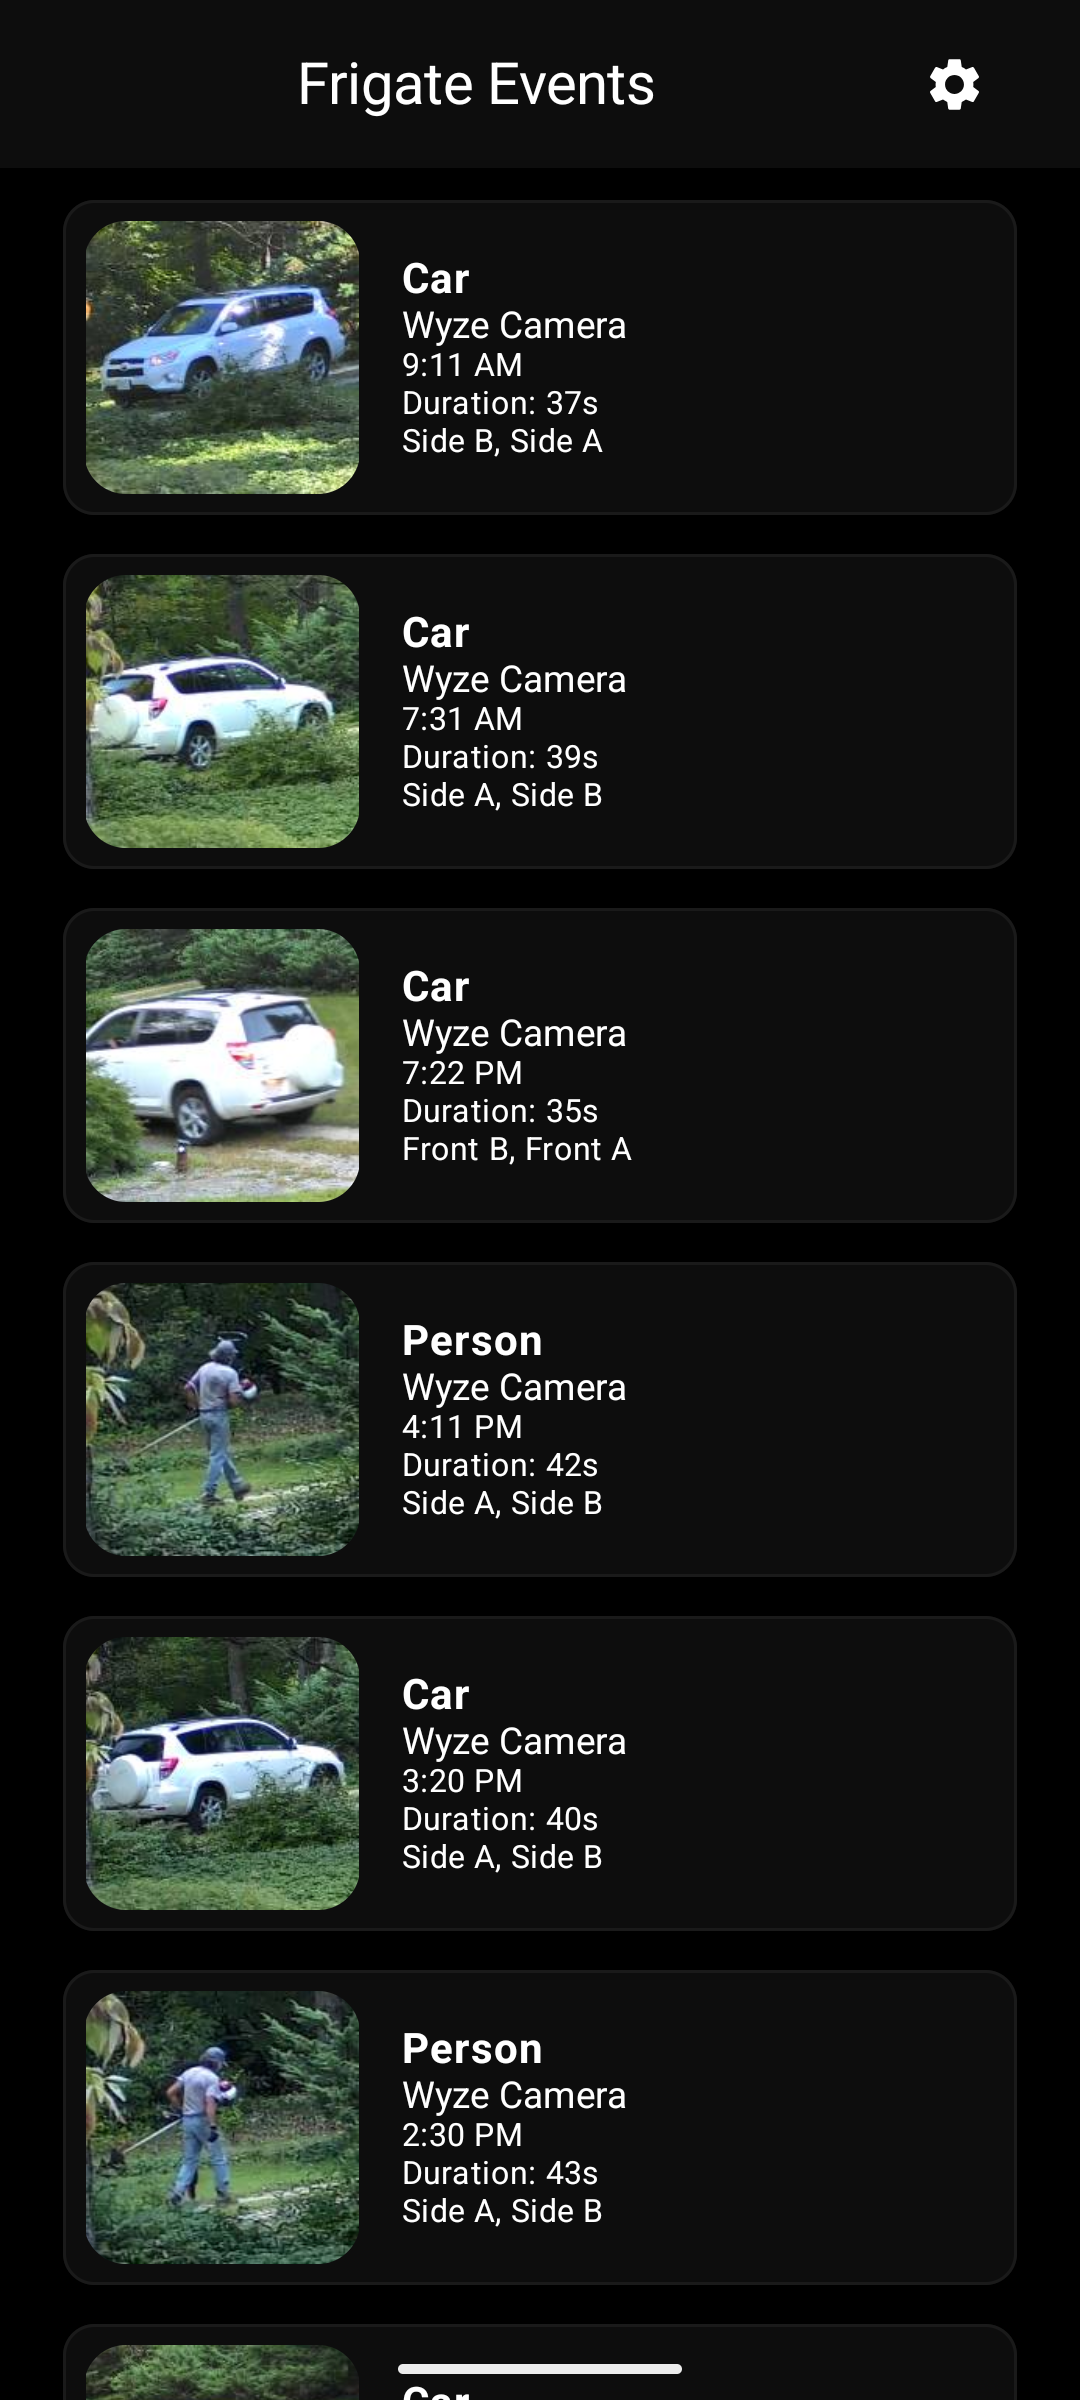 Frigate Events
Car
Wyze Camera
9:11 AM
Duration: 37s
Side B, Side A
Car
Wyze Camera
7:31 AM
Duration: 39s
Side A, Side B
Car
Wyze Camera
7:22 PM
Duration: 35s
Front B, Front A
Person
Wyze Camera
4:11 PM
Duration: 42s
Side A, Side B
Car
Wyze Camera
3:20 PM
Duration: 40s
Side A, Side B
Person
Wyze Camera
2:30 PM
Duration: 43s
Side A, Side B
Car